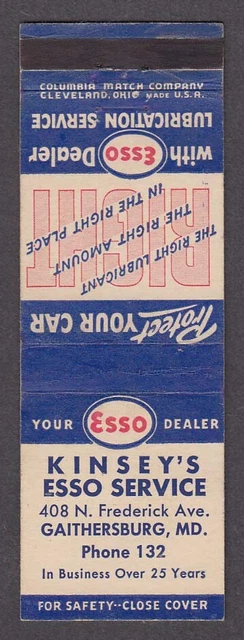 COLUMBIA MATCH COMPANY
CLEVELAND, OHIO MADE U.S.A.
Protect YOUR CAR
RIGHT
THE RIGHT LUBRICANT
THE RIGHT AMOUNT
IN THE RIGHT PLACE
with Esso Dealer
LUBRICATION SERVICE
YOUR Esso DEALER
KINSEY'S
ESSO SERVICE
408 N. Frederick Ave.
GAITHERSBURG, MD.
Phone 132
In Business Over 25 Years
FOR SAFETY--CLOSE COVER